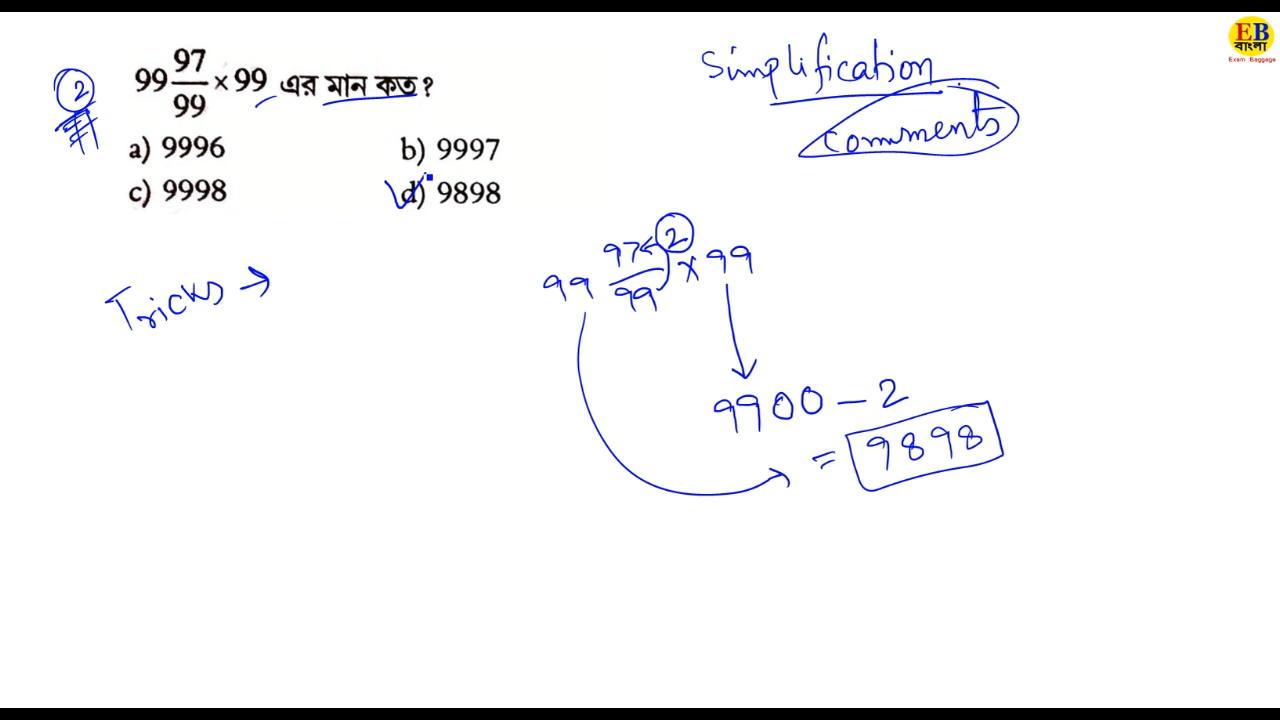 EB
বাংলা
Exam Baggage
Simplification
comments
2
99 97/99 × 99 এর মান কত ?
a) 9996 b) 9997
c) 9998 d) 9898
Tricks →
99 97/99 2 × 99
9900 - 2
= 9898